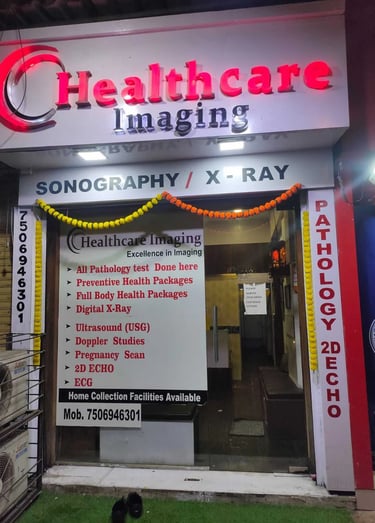 Healthcare
Imaging
SONOGRAPHY / X - RAY
7506946301
Healthcare Imaging
Excellence in Imaging
All Pathology test Done here
Preventive Health Packages
Full Body Health Packages
Digital X-Ray
Ultrasound (USG)
Doppler Studies
Pregnancy Scan
2D ECHO
ECG
Home Collection Facilities Available
Mob. 7506946301
PATHOLOGY 2D ECHO